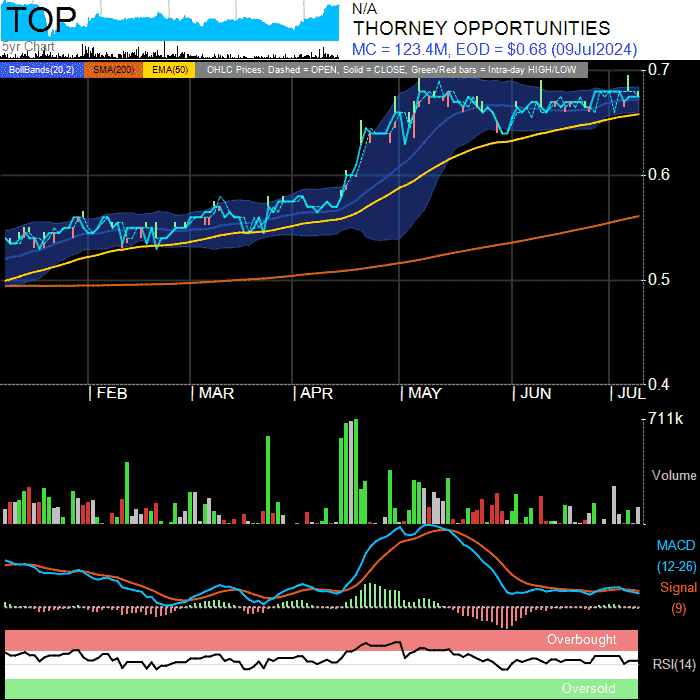 TOP
5yr Chart
N/A
THORNEY OPPORTUNITIES
MC = 123.4M, EOD = $0.68 (09Jul2024)
BollBands(20,2) SMA(200) EMA(50) OHLC Prices: Dashed = OPEN, Solid = CLOSE, Green/Red bars = Intra-day HIGH/LOW
0.7
0.6
0.5
0.4
| FEB | MAR | APR | MAY | JUN | JUL
711k
Volume
MACD
(12-26)
Signal
(9)
Overbought
RSI(14)
Oversold